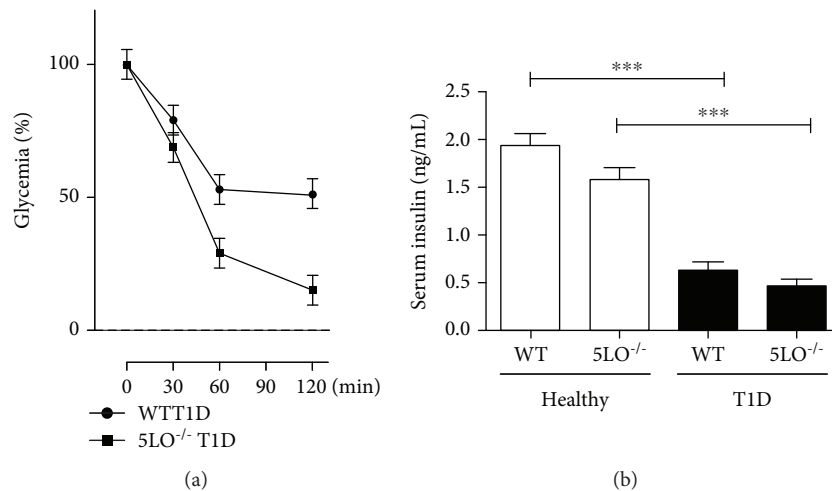 100
50
0
Glycemia (%)
0 30 60 90 120 (min)
WTT1D
5LO⁻/⁻ T1D
(a)
***
***
2.5
2.0
1.5
1.0
0.5
0.0
Serum insulin (ng/mL)
WT 5LO⁻/⁻ WT 5LO⁻/⁻
Healthy T1D
(b)